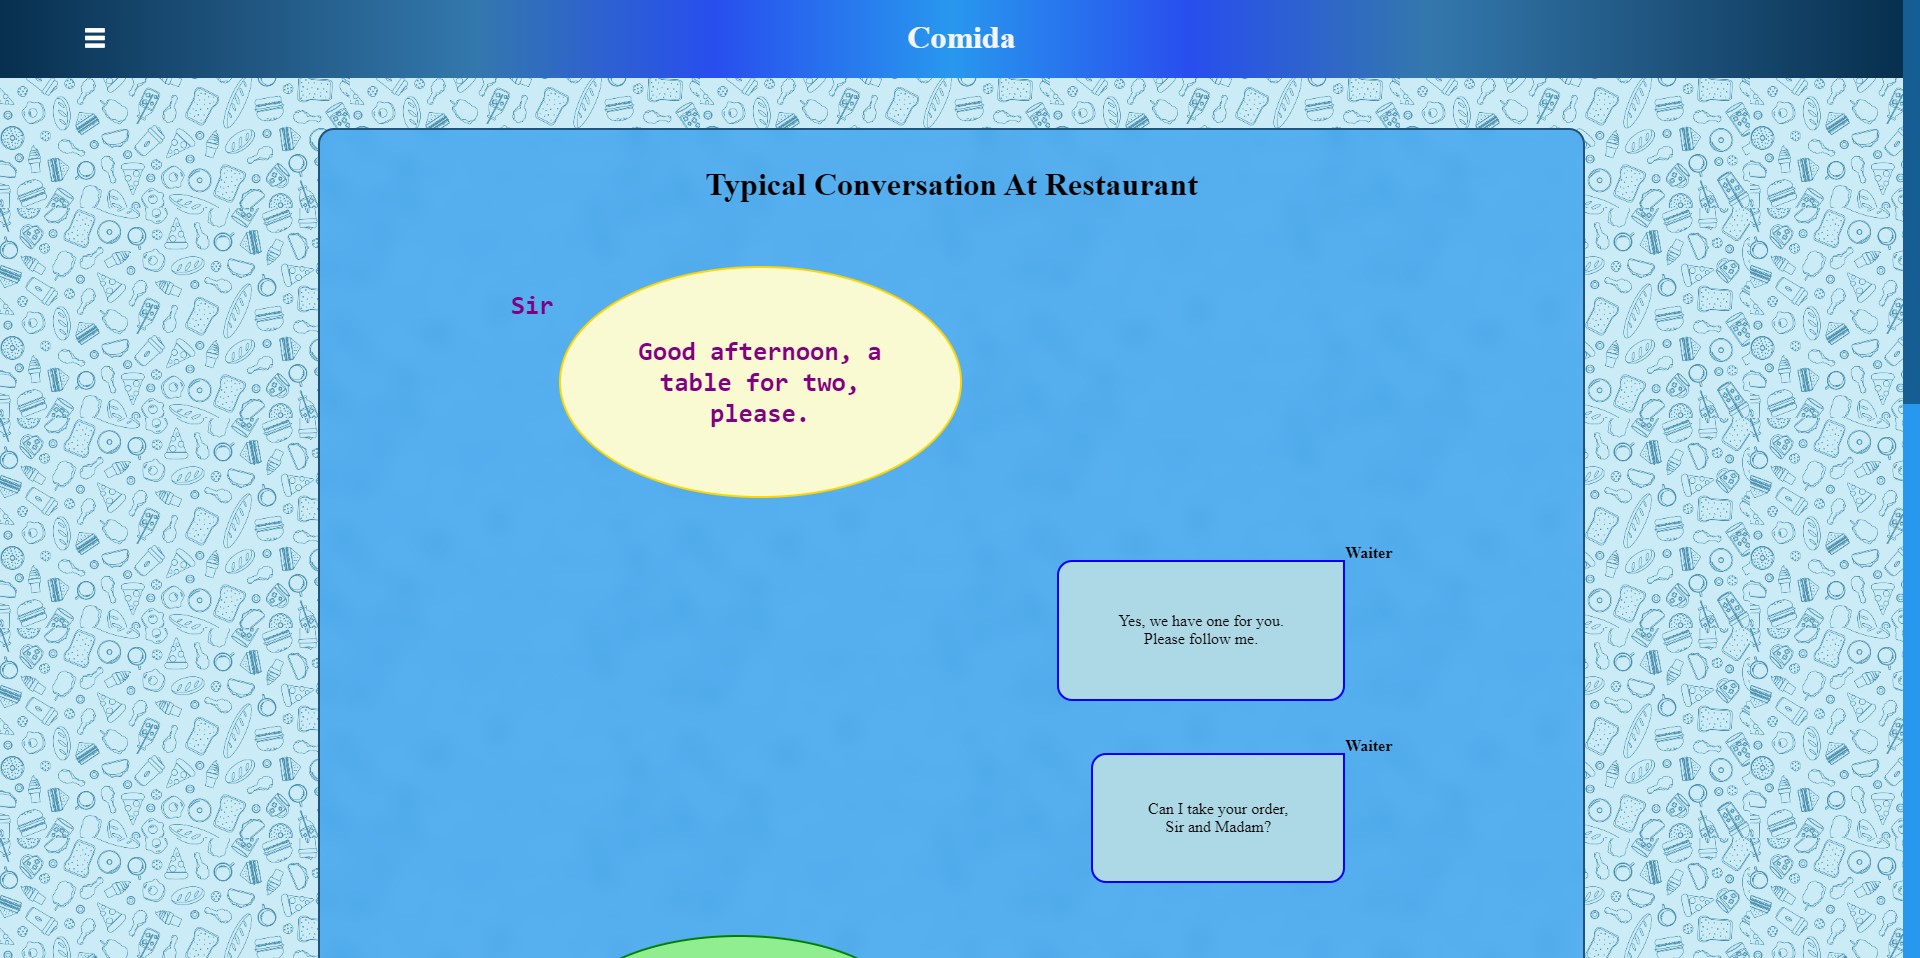 Comida
Typical Conversation At Restaurant
Sir
Good afternoon, a
table for two,
please.
Waiter
Yes, we have one for you.
Please follow me.
Waiter
Can I take your order,
Sir and Madam?